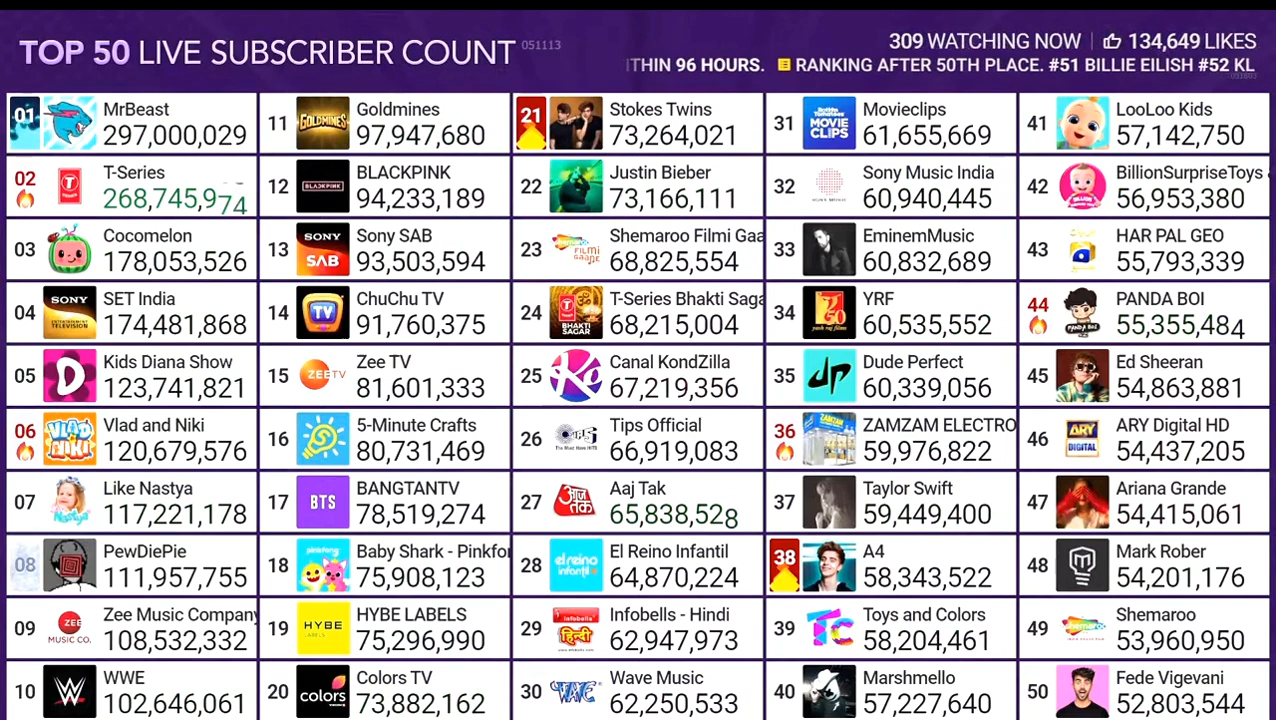 TOP 50 LIVE SUBSCRIBER COUNT 051113
309 WATCHING NOW 134,649 LIKES
THIN 96 HOURS. RANKING AFTER 50TH PLACE. #51 BILLIE EILISH #52 KL
01 MrBeast
297,000,029
02 T-Series
268,745,974
03 Cocomelon
178,053,526
04 SET India
174,481,868
05 Kids Diana Show
123,741,821
06 Vlad and Niki
120,679,576
07 Like Nastya
117,221,178
08 PewDiePie
111,957,755
09 Zee Music Company
108,532,332
10 WWE
102,646,061
11 Goldmines
97,947,680
12 BLACKPINK
94,233,189
13 Sony SAB
93,503,594
14 ChuChu TV
91,760,375
15 Zee TV
81,601,333
16 5-Minute Crafts
80,731,469
17 BANGTANTV
78,519,274
18 Baby Shark - Pinkfo
75,908,123
19 HYBE LABELS
75,296,990
20 Colors TV
73,882,162
21 Stokes Twins
73,264,021
22 Justin Bieber
73,166,111
23 Shemaroo Filmi Gaa
68,825,554
24 T-Series Bhakti Saga
68,215,004
25 Canal KondZilla
67,219,356
26 Tips Official
66,919,083
27 Aaj Tak
65,838,528
28 El Reino Infantil
64,870,224
29 Infobells - Hindi
62,947,973
30 Wave Music
62,250,533
31 Movieclips
61,655,669
32 Sony Music India
60,940,445
33 EminemMusic
60,832,689
34 YRF
60,535,552
35 Dude Perfect
60,339,056
36 ZAMZAM ELECTRO
59,976,822
37 Taylor Swift
59,449,400
38 A4
58,343,522
39 Toys and Colors
58,204,461
40 Marshmello
57,227,640
41 LooLoo Kids
57,142,750
42 BillionSurpriseToys
56,953,380
43 HAR PAL GEO
55,793,339
44 PANDA BOI
55,355,484
45 Ed Sheeran
54,863,881
46 ARY Digital HD
54,437,205
47 Ariana Grande
54,415,061
48 Mark Rober
54,201,176
49 Shemaroo
53,960,950
50 Fede Vigevani
52,803,544